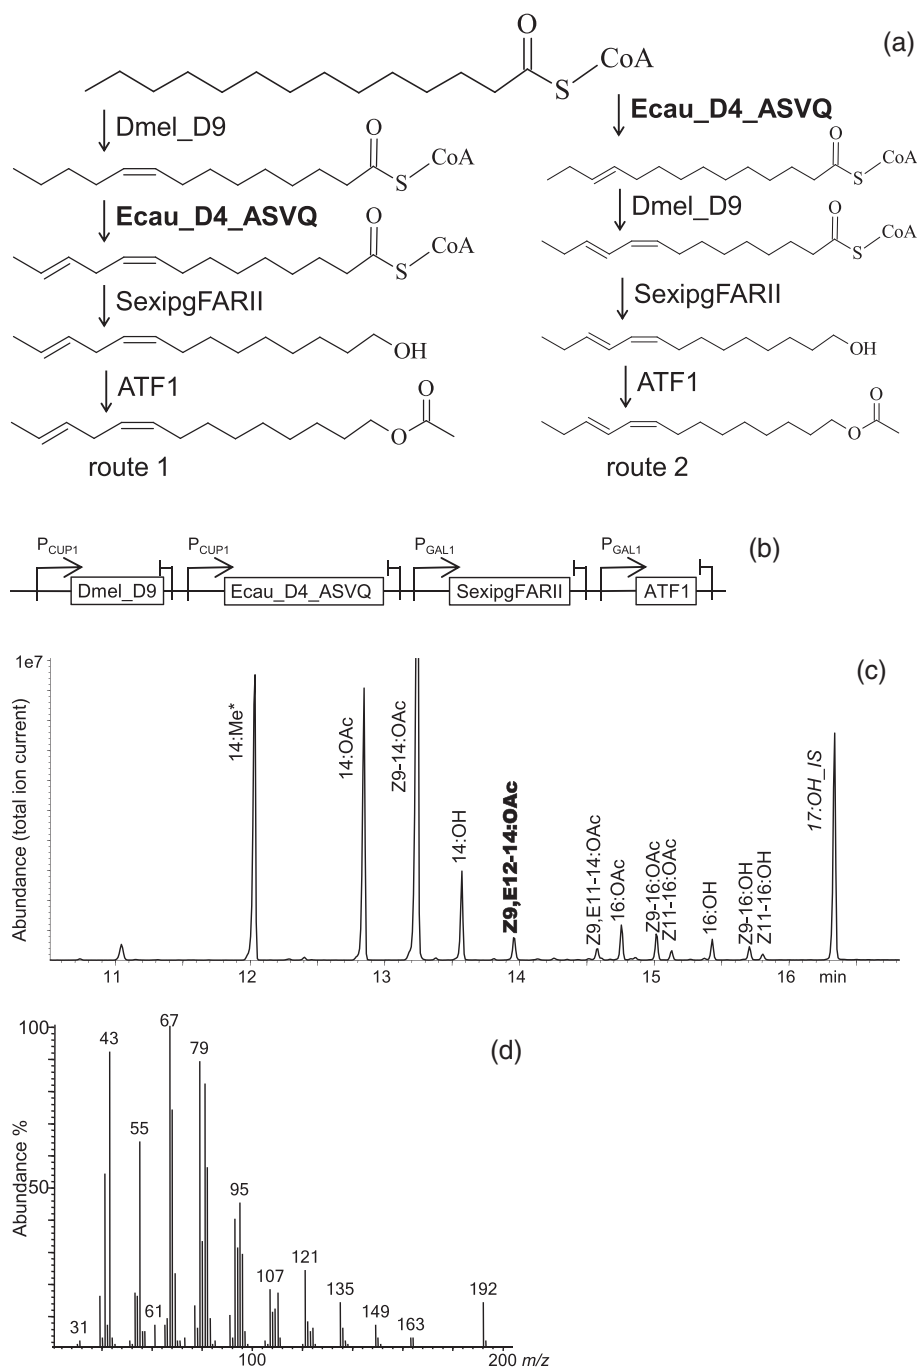 (a)
O
CoA
S
Dmel_D9
Ecau_D4_ASVQ
O
CoA
S
O
CoA
S
Ecau_D4_ASVQ
Dmel_D9
O
CoA
S
O
CoA
S
SexipgFARII
SexipgFARII
OH
OH
ATF1
ATF1
O
O
O
O
route 1
route 2
(b)
PCUP1
PCUP1
PGAL1
PGAL1
Dmel_D9
Ecau_D4_ASVQ
SexipgFARII
ATF1
(c)
1e7
Abundance (total ion current)
14:Me*
14:OAc
Z9-14:OAc
14:OH
Z9,E12-14:OAc
Z9,E11-14:OAc
16:OAc
Z9-16:OAc
Z11-16:OAc
16:OH
Z9-16:OH
Z11-16:OH
17:OH_IS
11 12 13 14 15 16 min
(d)
Abundance %
100
50
31
43
55
61
67
79
95
107
121
135
149
163
192
100 200 m/z